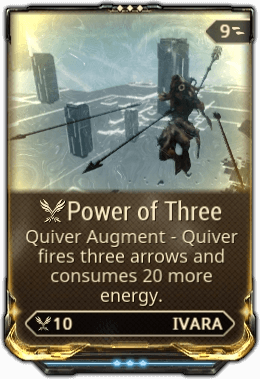 9
Power of Three
Quiver Augment - Quiver
fires three arrows and
consumes 20 more
energy.
10 IVARA